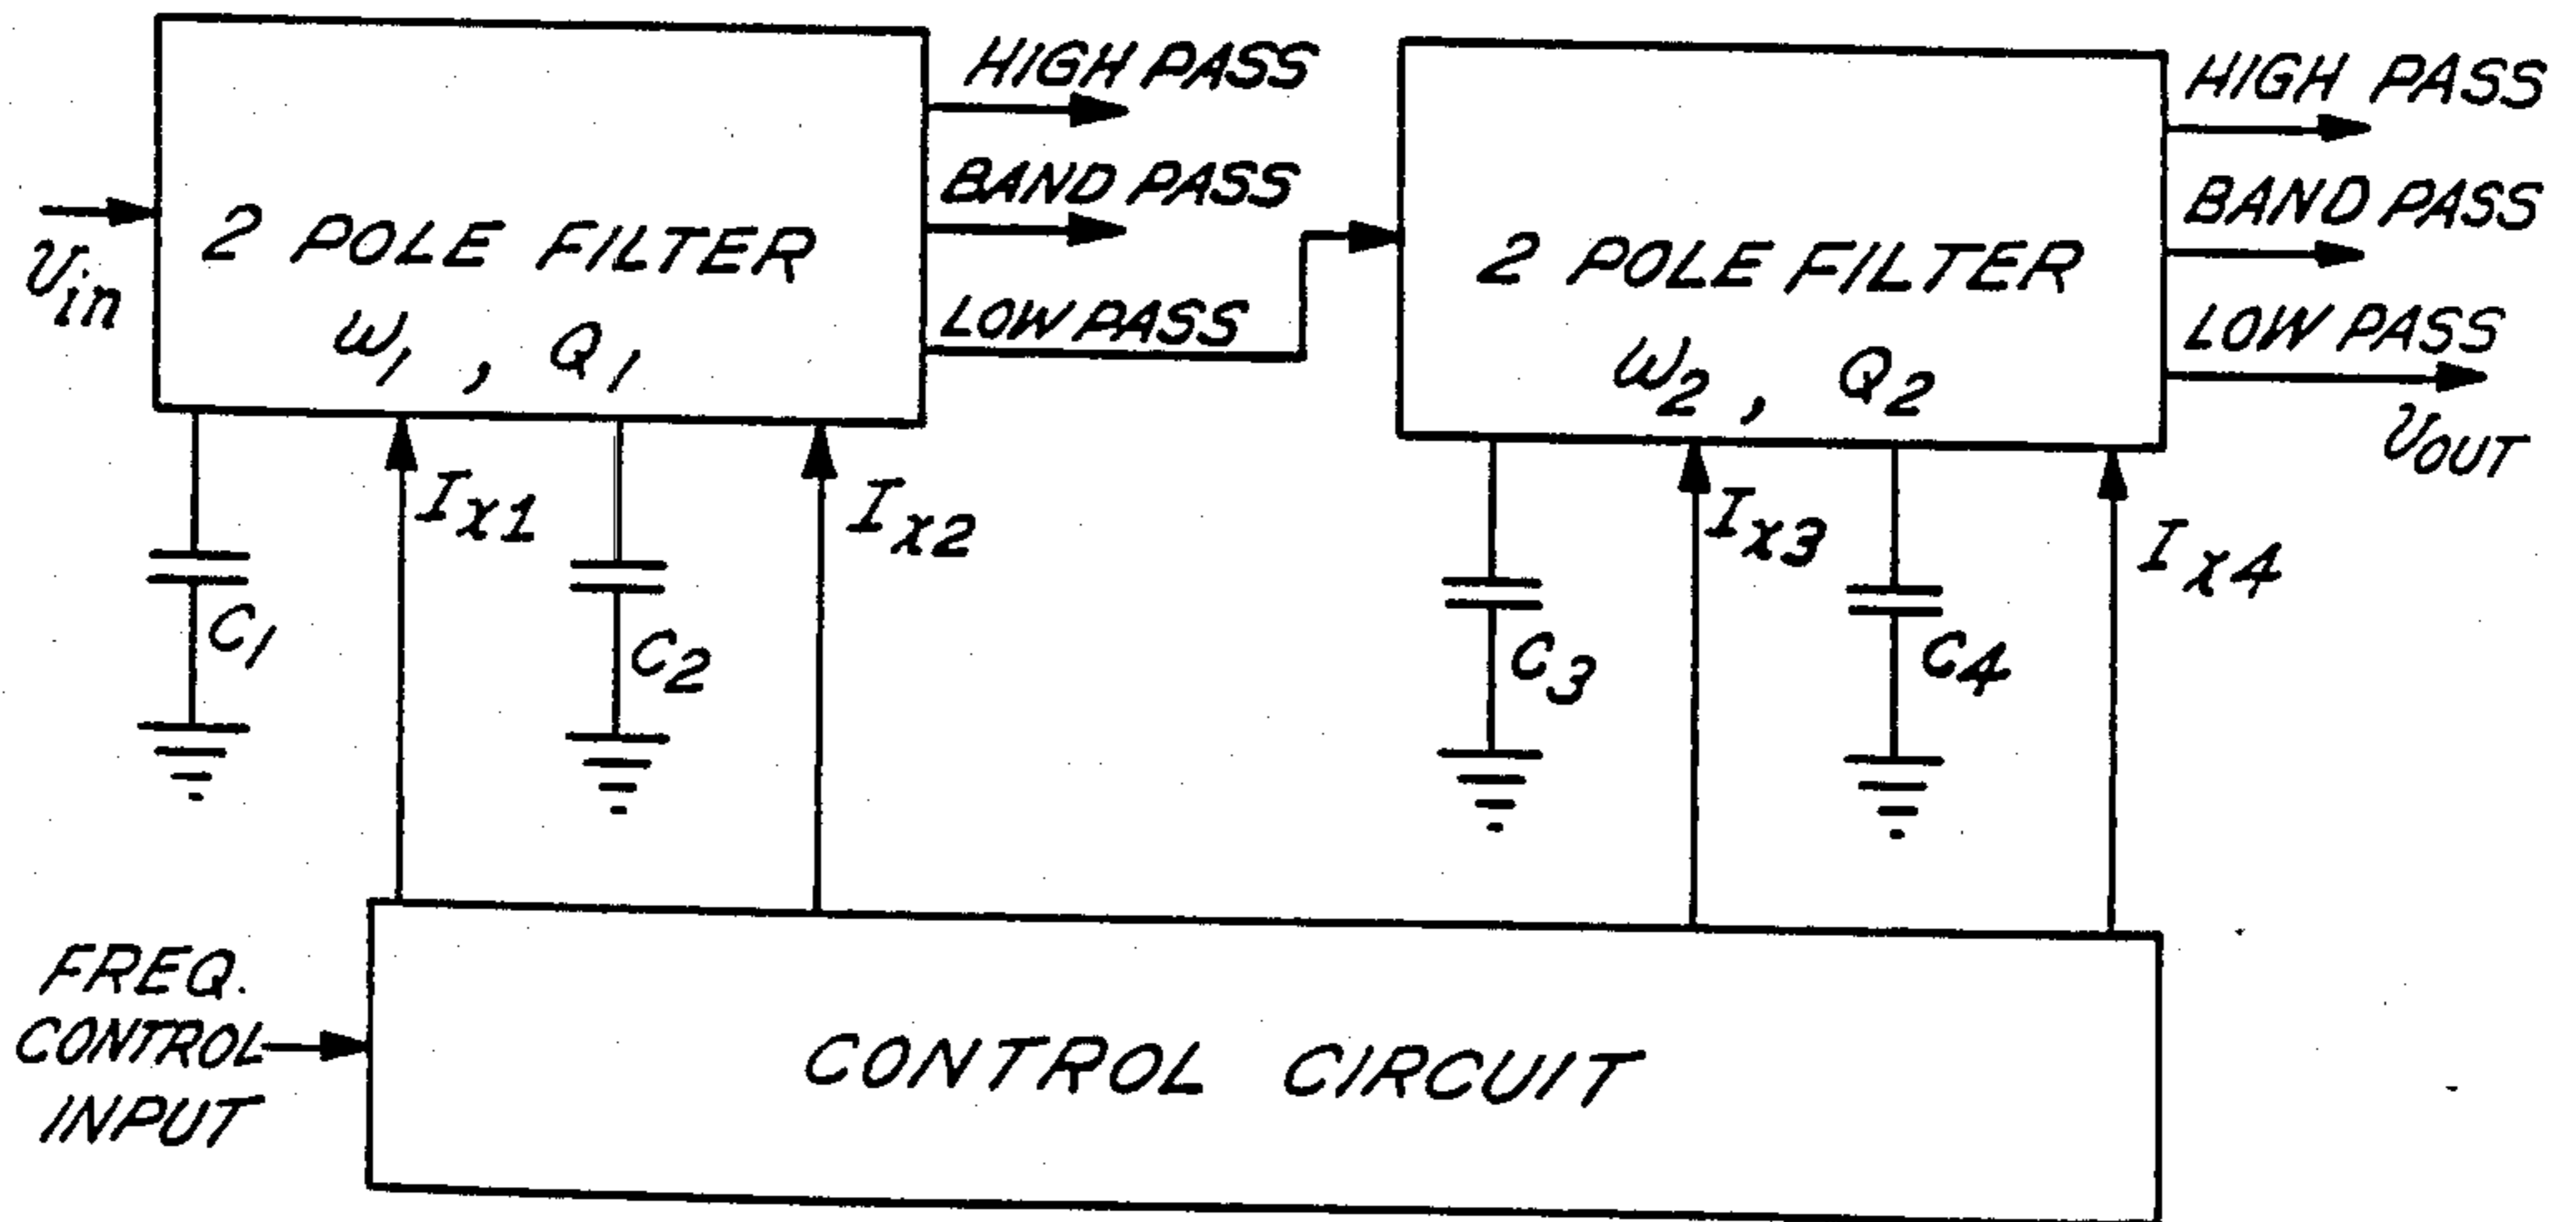 HIGH PASS
BAND PASS
LOW PASS
Vin
2 POLE FILTER
ω1, Q1
HIGH PASS
BAND PASS
LOW PASS
VOUT
2 POLE FILTER
ω2, Q2
C1
Ix1
C2
Ix2
C3
Ix3
C4
Ix4
FREQ.
CONTROL
INPUT
CONTROL CIRCUIT